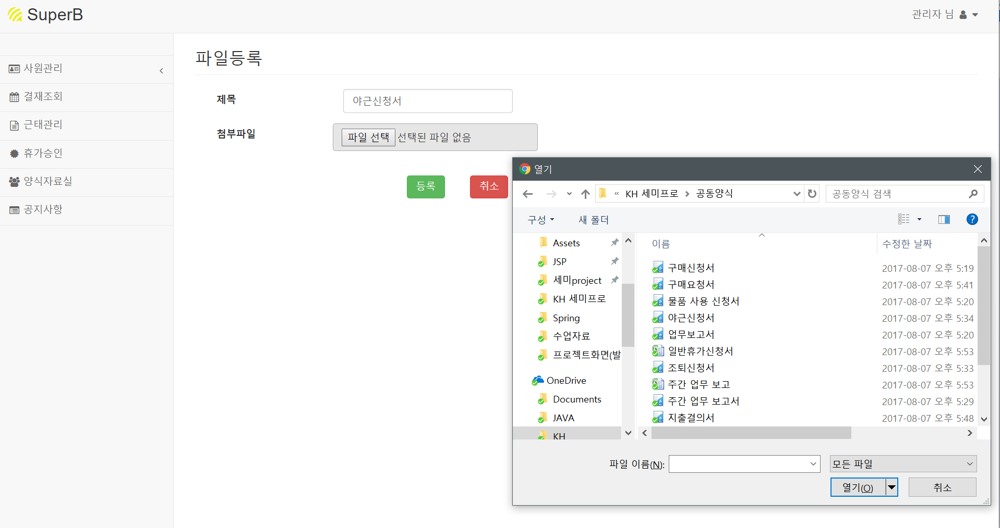 SuperB
관리자 님
사원관리
결재조회
근태관리
휴가승인
양식자료실
공지사항
파일등록
제목
야근신청서
첨부파일
파일 선택 선택된 파일 없음
등록
취소
열기
« KH 세미프로 › 공동양식
공동양식 검색
구성
새 폴더
Assets
JSP
세미project
KH 세미프로
Spring
수업자료
프로젝트화면(발
OneDrive
Documents
JAVA
KH
이름 수정한 날짜
구매신청서 2017-08-07 오후 5:19
구매요청서 2017-08-07 오후 5:41
물품 사용 신청서 2017-08-07 오후 5:20
야근신청서 2017-08-07 오후 5:34
업무보고서 2017-08-07 오후 5:20
일반휴가신청서 2017-08-07 오후 5:53
조퇴신청서 2017-08-07 오후 5:33
주간 업무 보고 2017-08-07 오후 5:53
주간 업무 보고서 2017-08-07 오후 5:29
지출결의서 2017-08-07 오후 5:48
파일 이름(N):
모든 파일
열기(O)
취소